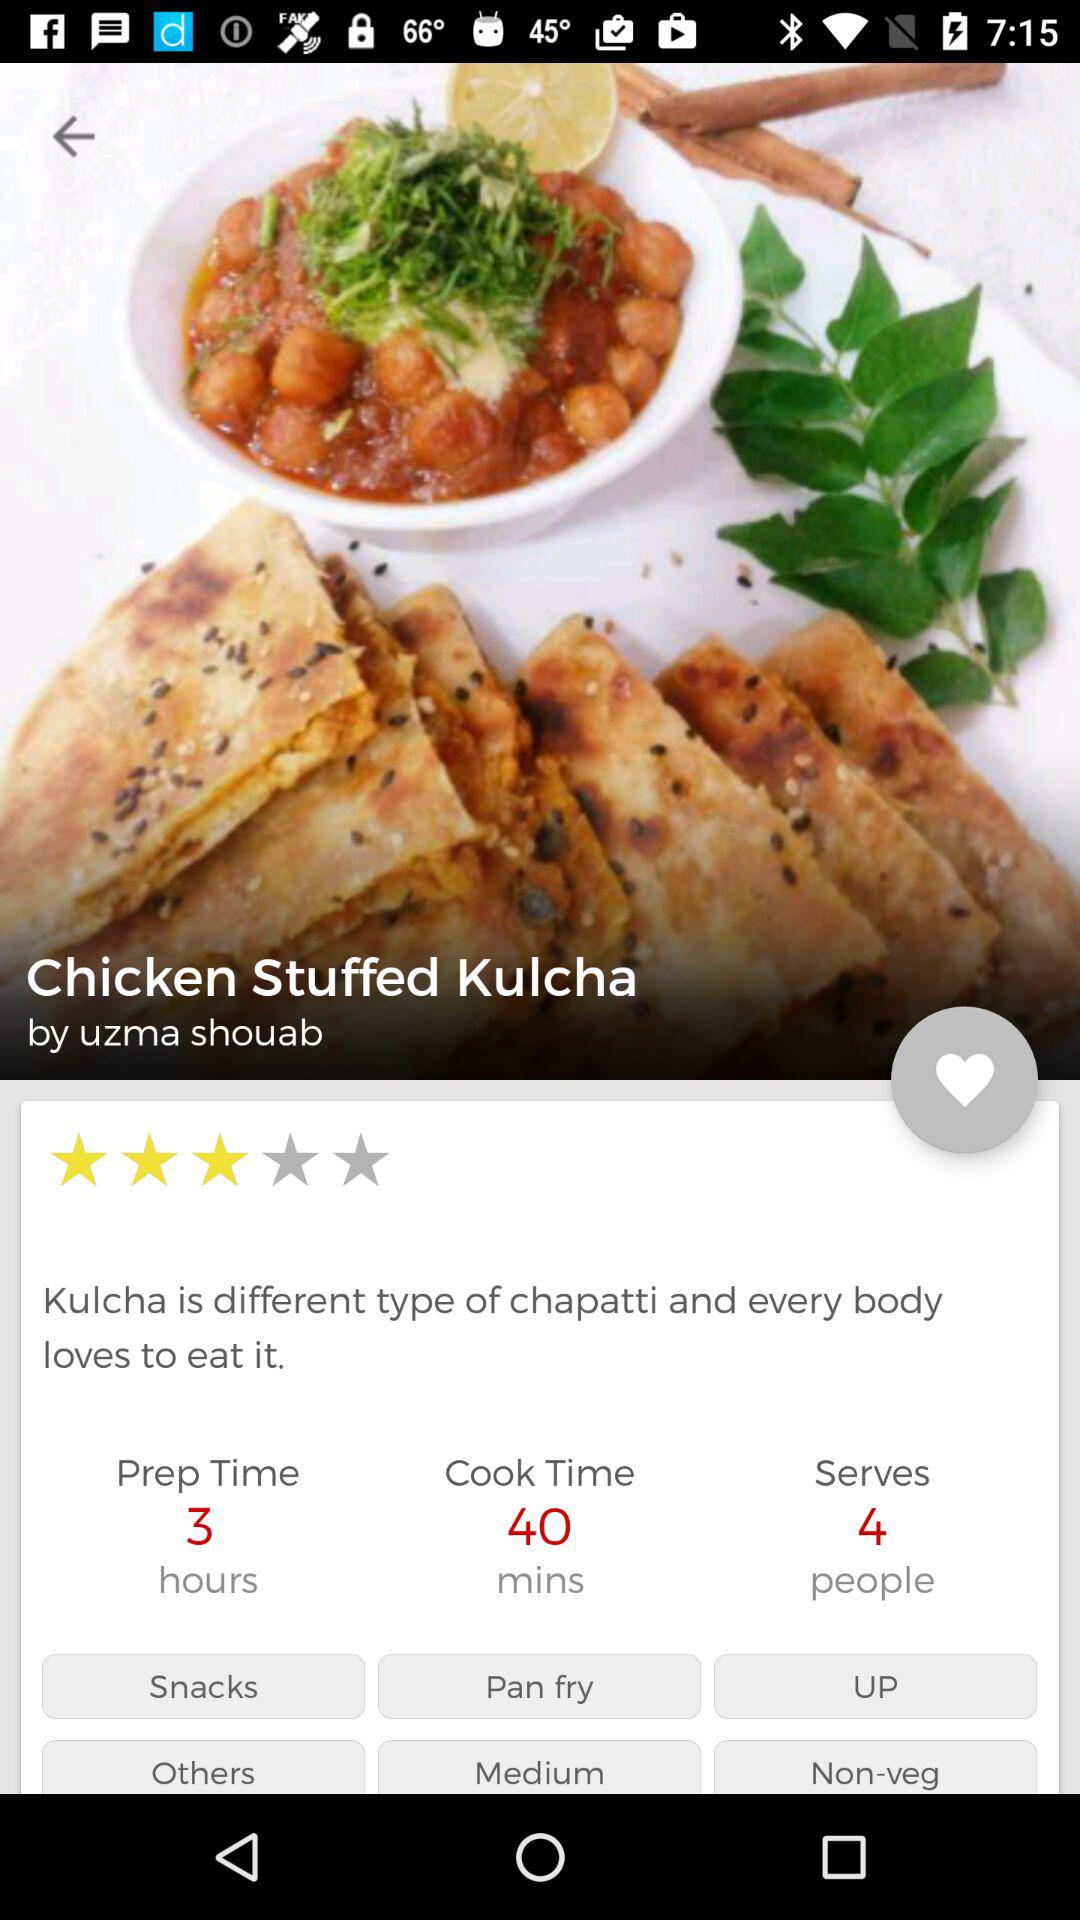 FAKE 66° 45° 7:15
Chicken Stuffed Kulcha
by uzma shouab
Kulcha is different type of chapatti and every body
loves to eat it.
Prep Time Cook Time Serves
3 40 4
hours mins people
Snacks Pan fry UP
Others Medium Non-veg